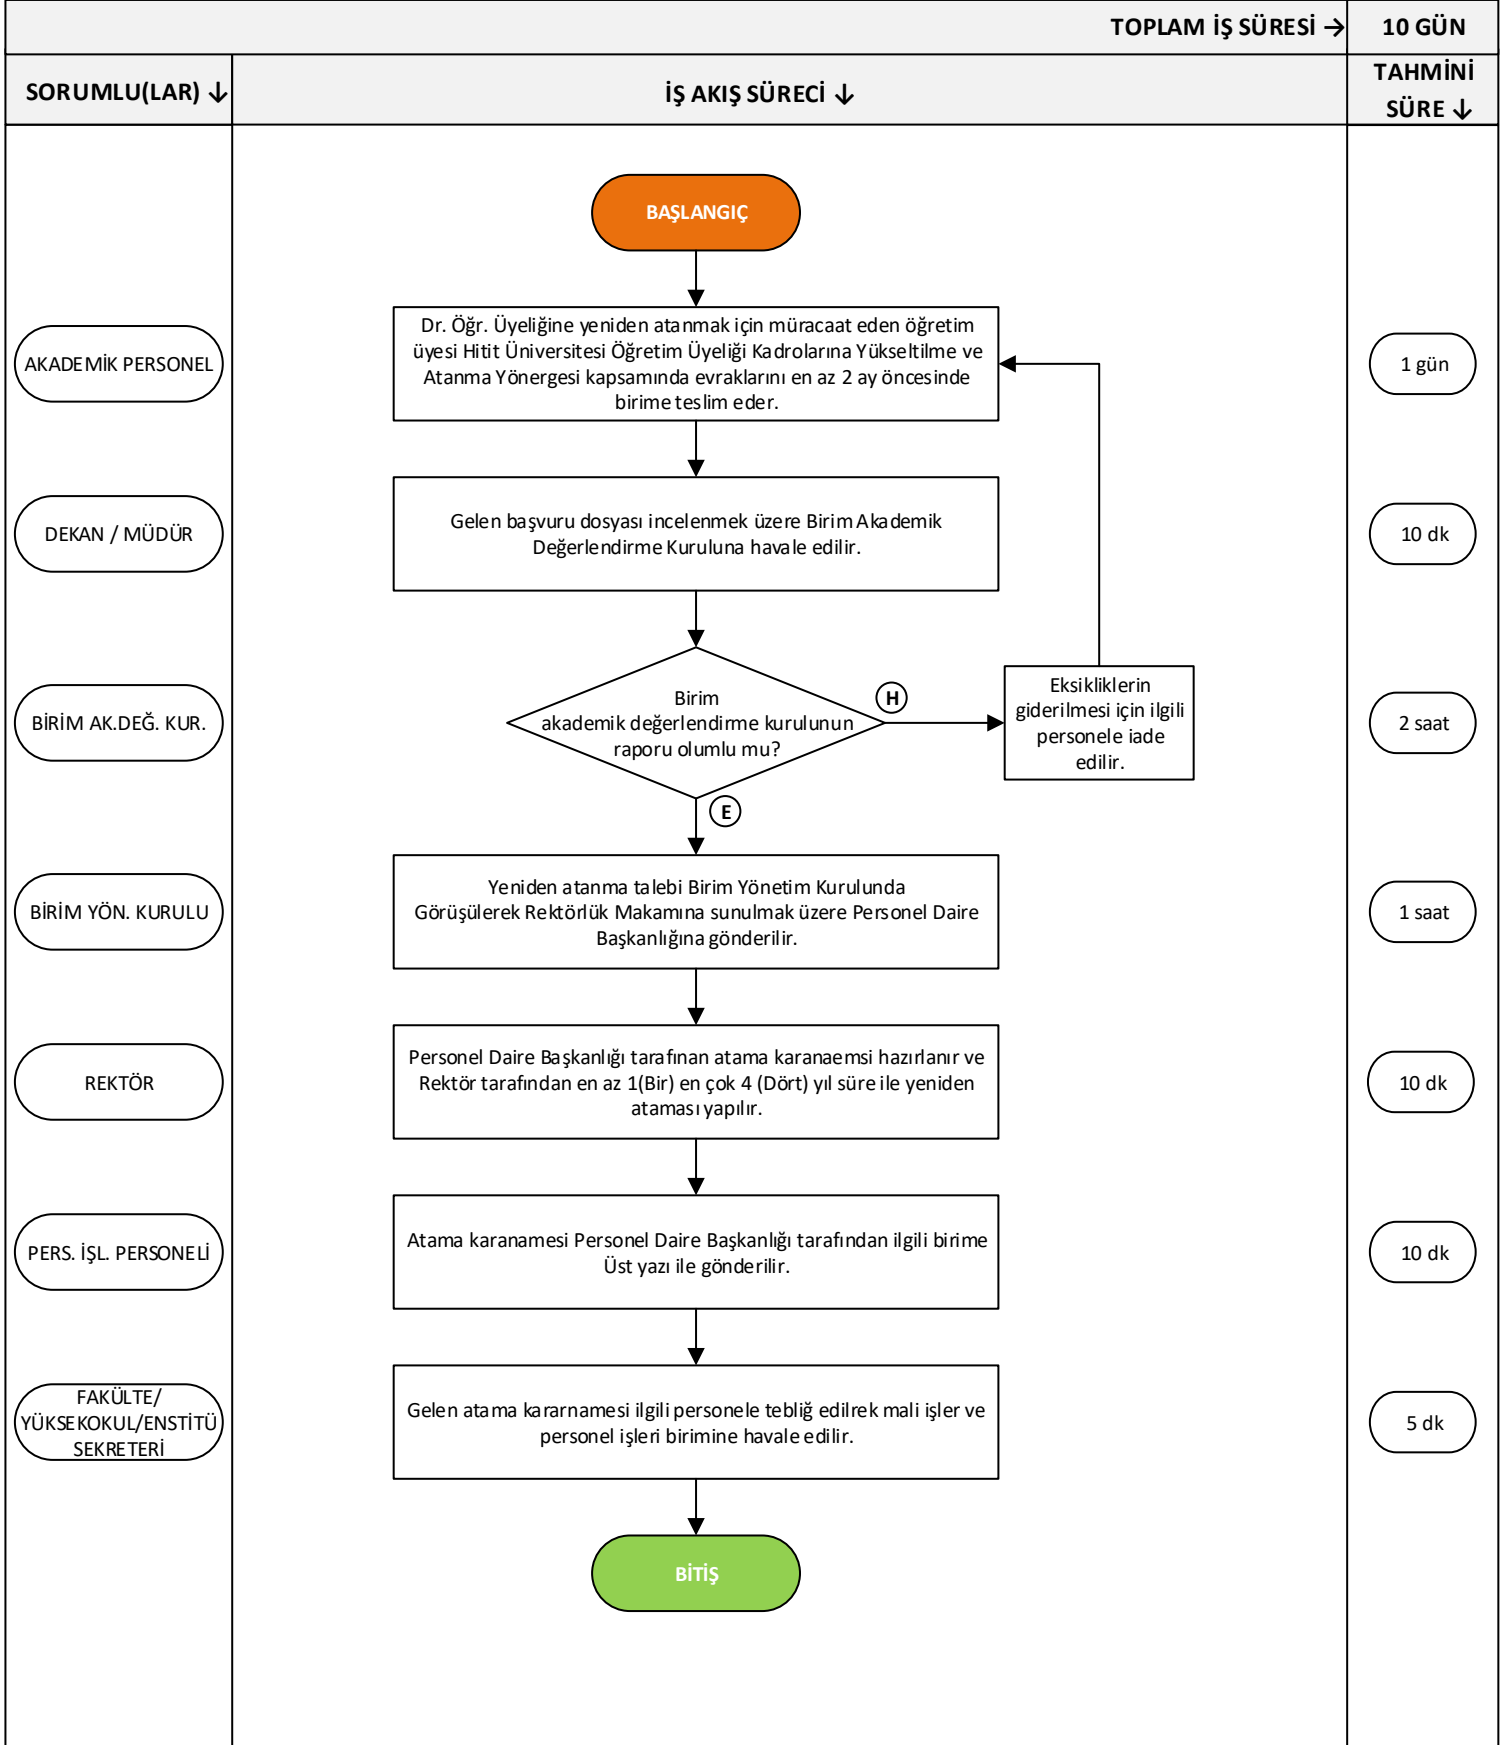 TOPLAM İŞ SÜRESİ → 10 GÜN
SORUMLU(LAR) ↓
İŞ AKIŞ SÜRECİ ↓
TAHMİNİ
SÜRE ↓
BAŞLANGIÇ
AKADEMİK PERSONEL
Dr. Öğr. Üyeliğine yeniden atanmak için müracaat eden öğretim
üyesi Hitit Üniversitesi Öğretim Üyeliği Kadrolarına Yükseltilme ve
Atanma Yönergesi kapsamında evraklarını en az 2 ay öncesinde
birime teslim eder.
1 gün
DEKAN / MÜDÜR
Gelen başvuru dosyası incelenmek üzere Birim Akademik
Değerlendirme Kuruluna havale edilir.
10 dk
BİRİM AK.DEĞ. KUR.
Birim
akademik değerlendirme kurulunun
raporu olumlu mu?
H
Eksikliklerin
giderilmesi için ilgili
personele iade
edilir.
2 saat
E
BİRİM YÖN. KURULU
Yeniden atanma talebi Birim Yönetim Kurulunda
Görüşülerek Rektörlük Makamına sunulmak üzere Personel Daire
Başkanlığına gönderilir.
1 saat
REKTÖR
Personel Daire Başkanlığı tarafınan atama karanaemsi hazırlanır ve
Rektör tarafından en az 1(Bir) en çok 4 (Dört) yıl süre ile yeniden
ataması yapılır.
10 dk
PERS. İŞL. PERSONELİ
Atama karanamesi Personel Daire Başkanlığı tarafından ilgili birime
Üst yazı ile gönderilir.
10 dk
FAKÜLTE/
YÜKSEKOKUL/ENSTİTÜ
SEKRETERİ
Gelen atama kararnamesi ilgili personele tebliğ edilrek mali işler ve
personel işleri birimine havale edilir.
5 dk
BİTİŞ